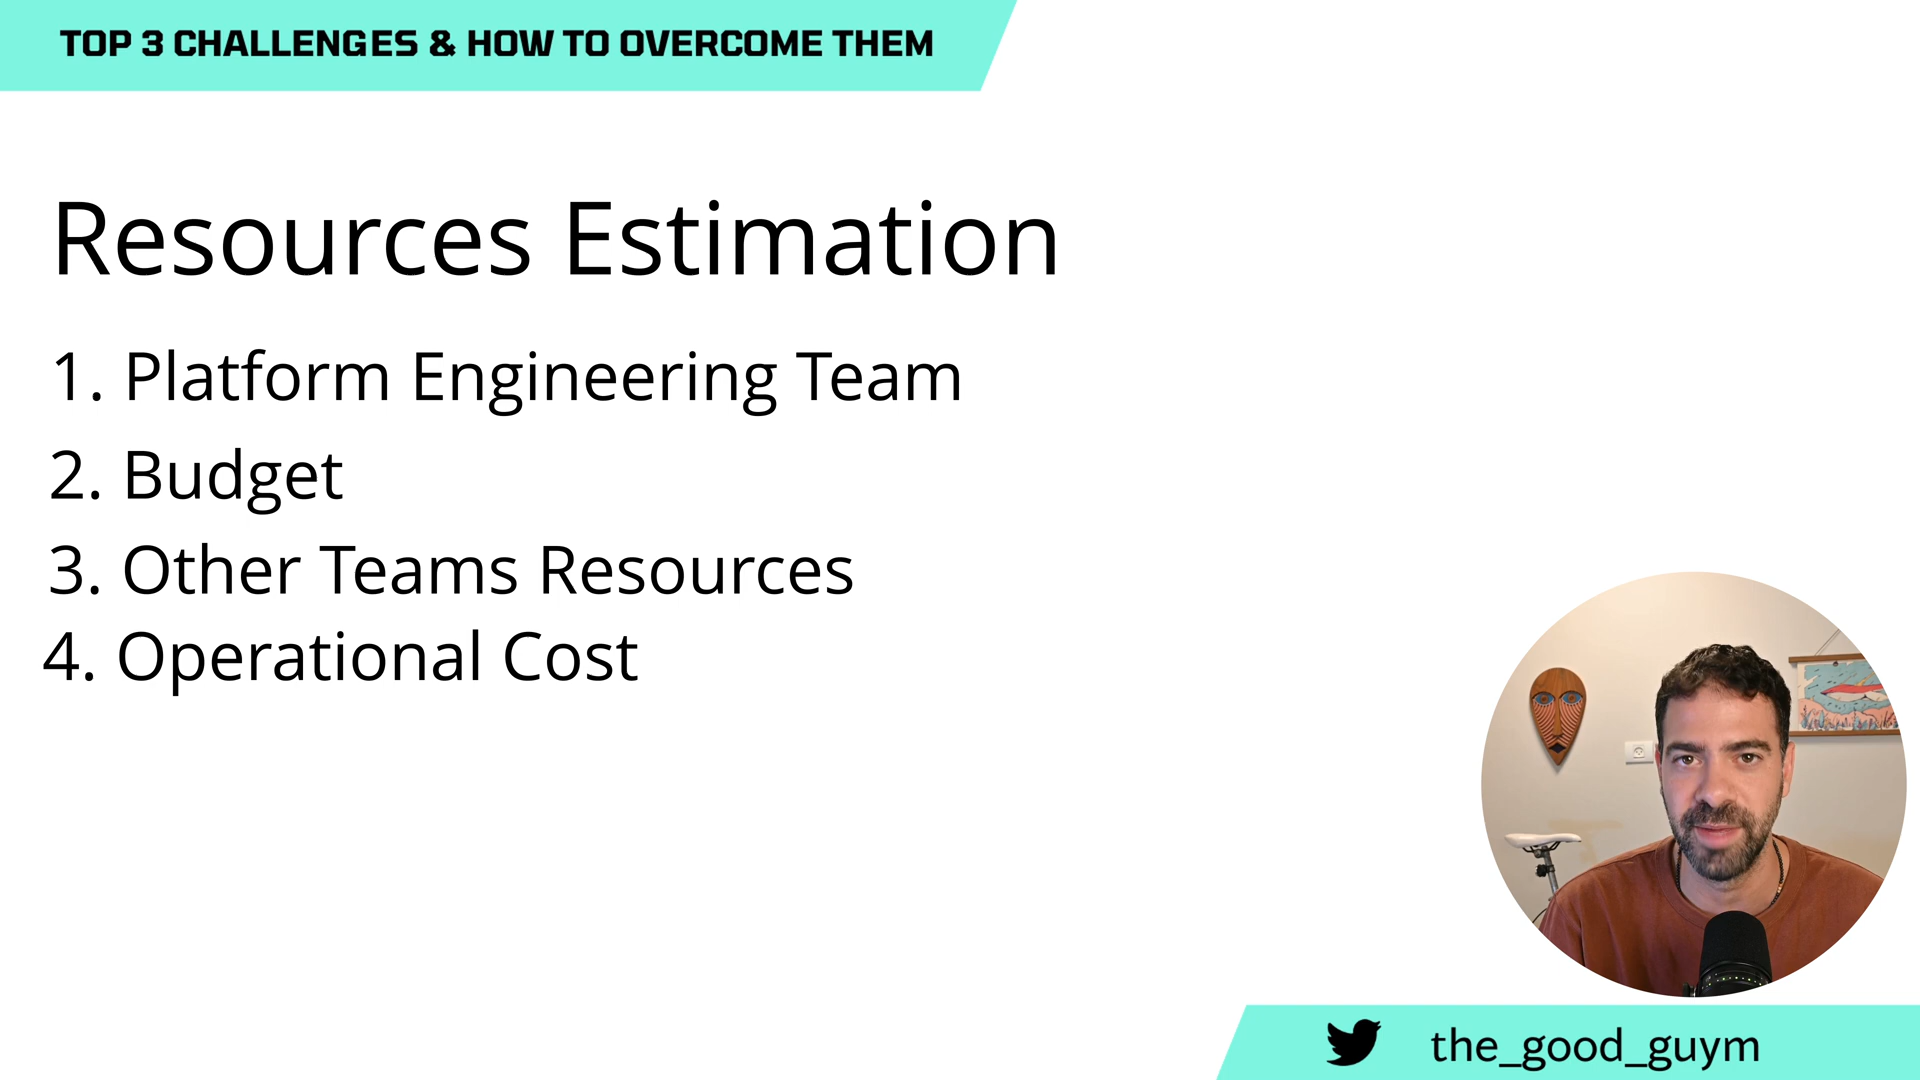 TOP 3 CHALLENGES & HOW TO OVERCOME THEM
Resources Estimation
1. Platform Engineering Team
2. Budget
3. Other Teams Resources
4. Operational Cost
the_good_guym